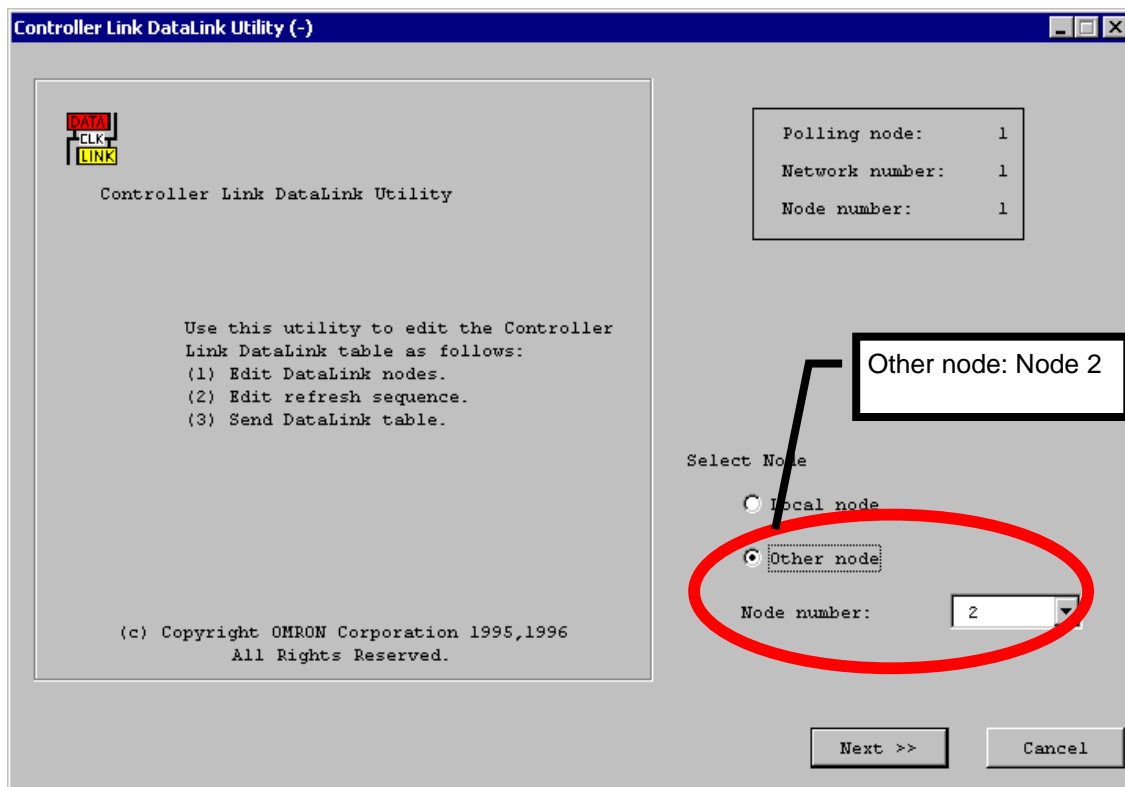 Controller Link DataLink Utility (-)
DATA
CLK
LINK
Controller Link DataLink Utility
Use this utility to edit the Controller
Link DataLink table as follows:
(1) Edit DataLink nodes.
(2) Edit refresh sequence.
(3) Send DataLink table.
(c) Copyright OMRON Corporation 1995,1996
All Rights Reserved.
Polling node: 1
Network number: 1
Node number: 1
Other node: Node 2
Select Node
Local node
Other node
Node number: 2
Next >>
Cancel